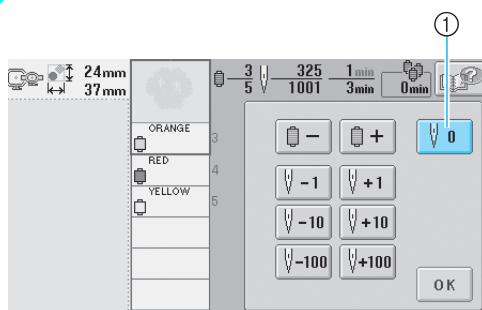 ①
24mm
37mm
3 325 1min
5 1001 3min 0min
ORANGE 3
RED 4
YELLOW 5
− + 0
-1 +1
-10 +10
-100 +100
OK